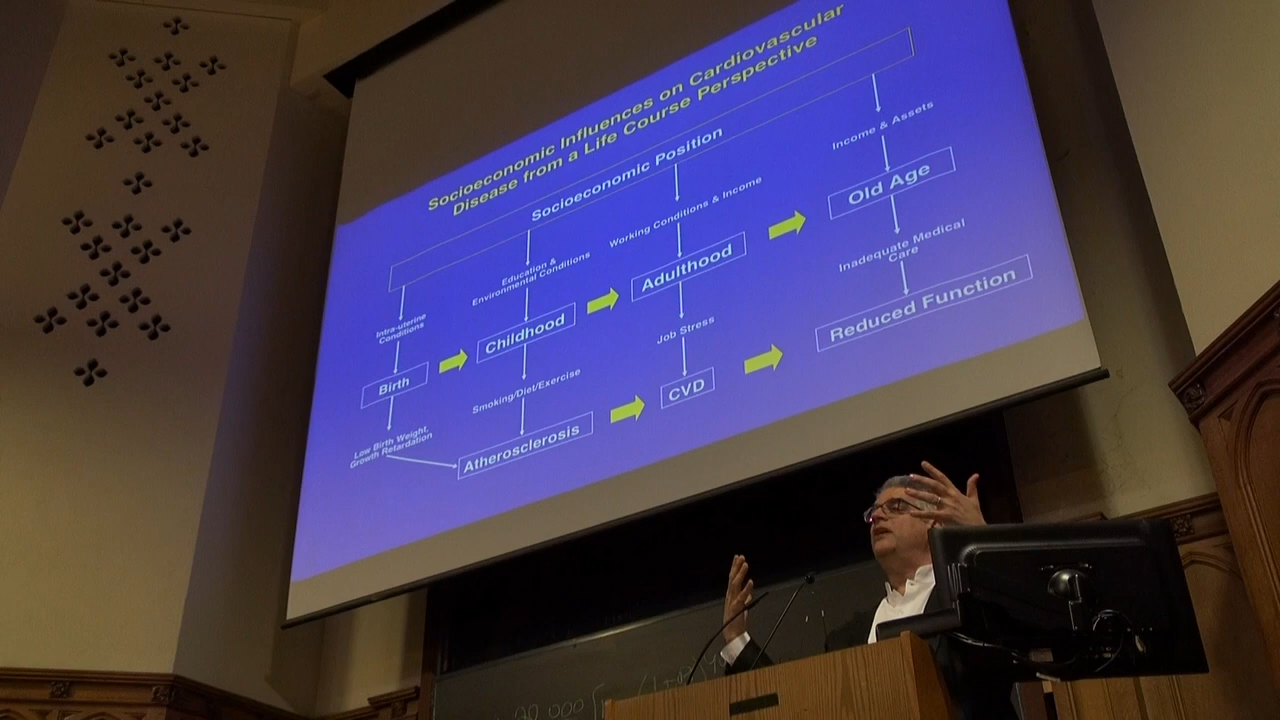 Socioeconomic Influences on Cardiovascular
Disease from a Life Course Perspective
Socioeconomic Position
Intra-uterine
Conditions
Education &
Environmental Conditions
Working Conditions & Income
Income & Assets
Birth
Childhood
Adulthood
Old Age
Low Birth Weight,
Growth Retardation
Smoking/Diet/Exercise
Job Stress
Inadequate Medical
Care
Atherosclerosis
CVD
Reduced Function